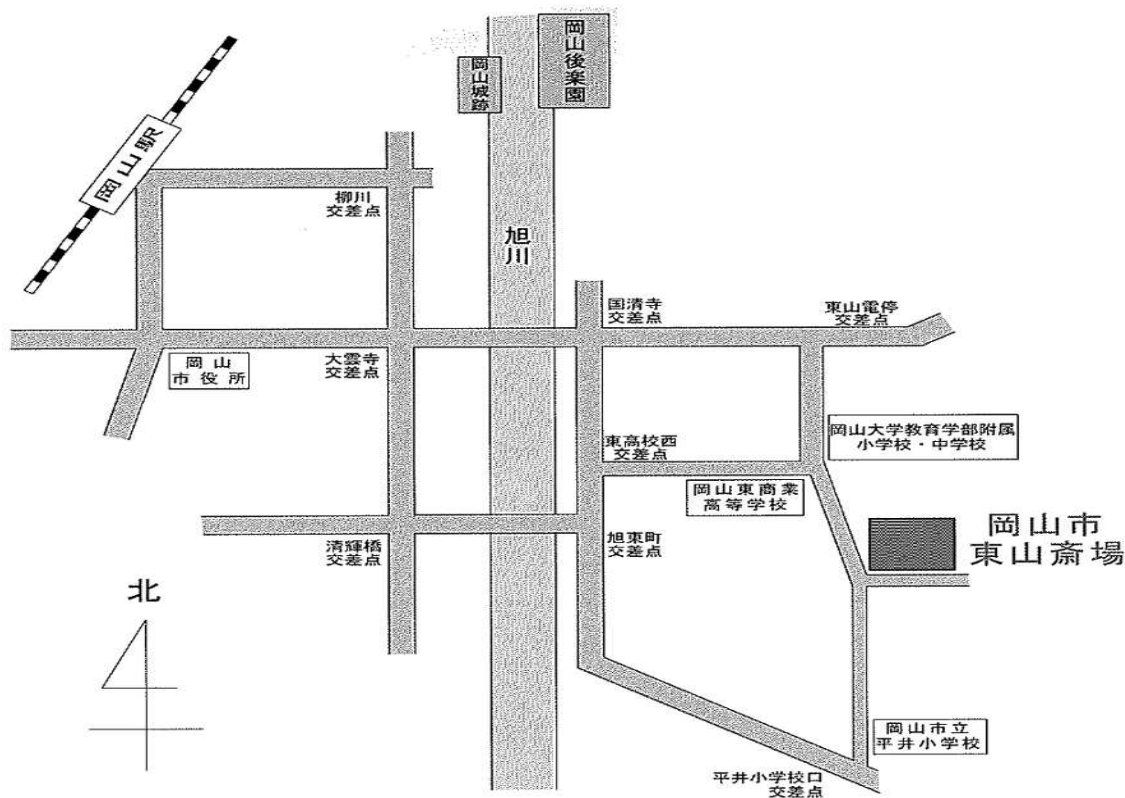 岡山後楽園
岡山城跡
岡山駅
柳川
交差点
旭川
国清寺
交差点
東山電停
交差点
岡山
市役所
大雲寺
交差点
岡山大学教育学部附属
小学校・中学校
東高校西
交差点
岡山東商業
高等学校
岡山市
東山斎場
清輝橋
交差点
旭東町
交差点
北
岡山市立
平井小学校
平井小学校口
交差点